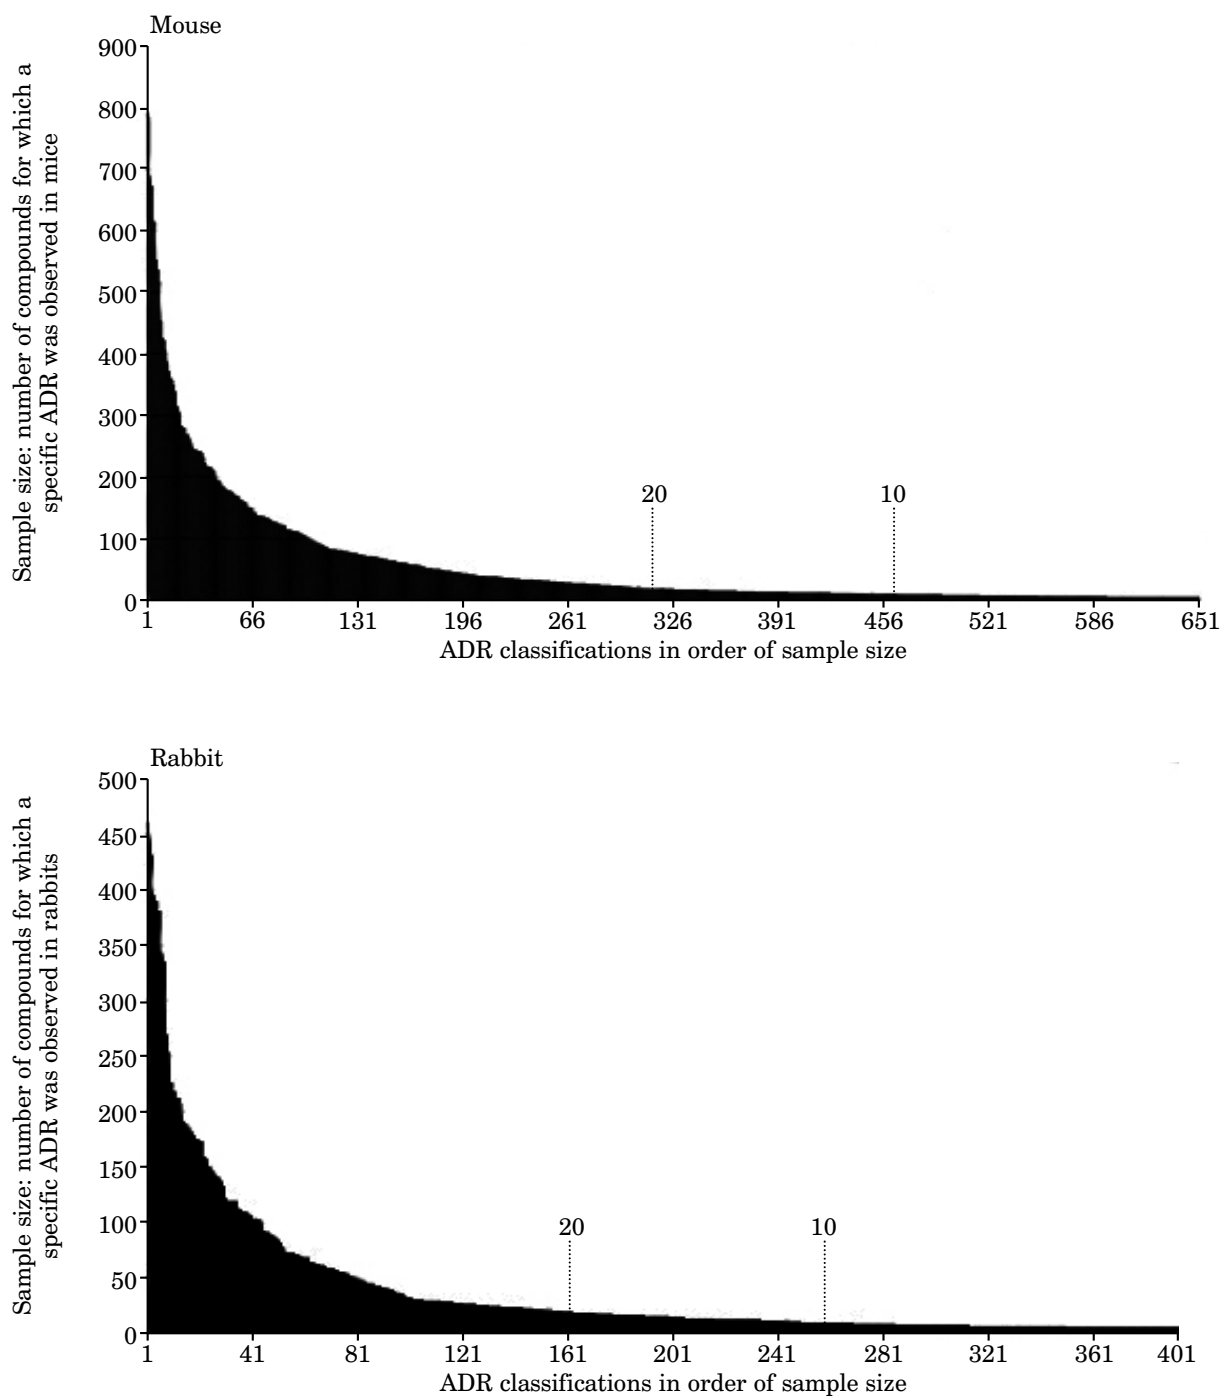 Mouse
Sample size: number of compounds for which a
specific ADR was observed in mice
900
800
700
600
500
400
300
200
100
0
20
10
1 66 131 196 261 326 391 456 521 586 651
ADR classifications in order of sample size
Rabbit
Sample size: number of compounds for which a
specific ADR was observed in rabbits
500
450
400
350
300
250
200
150
100
50
0
20
10
1 41 81 121 161 201 241 281 321 361 401
ADR classifications in order of sample size